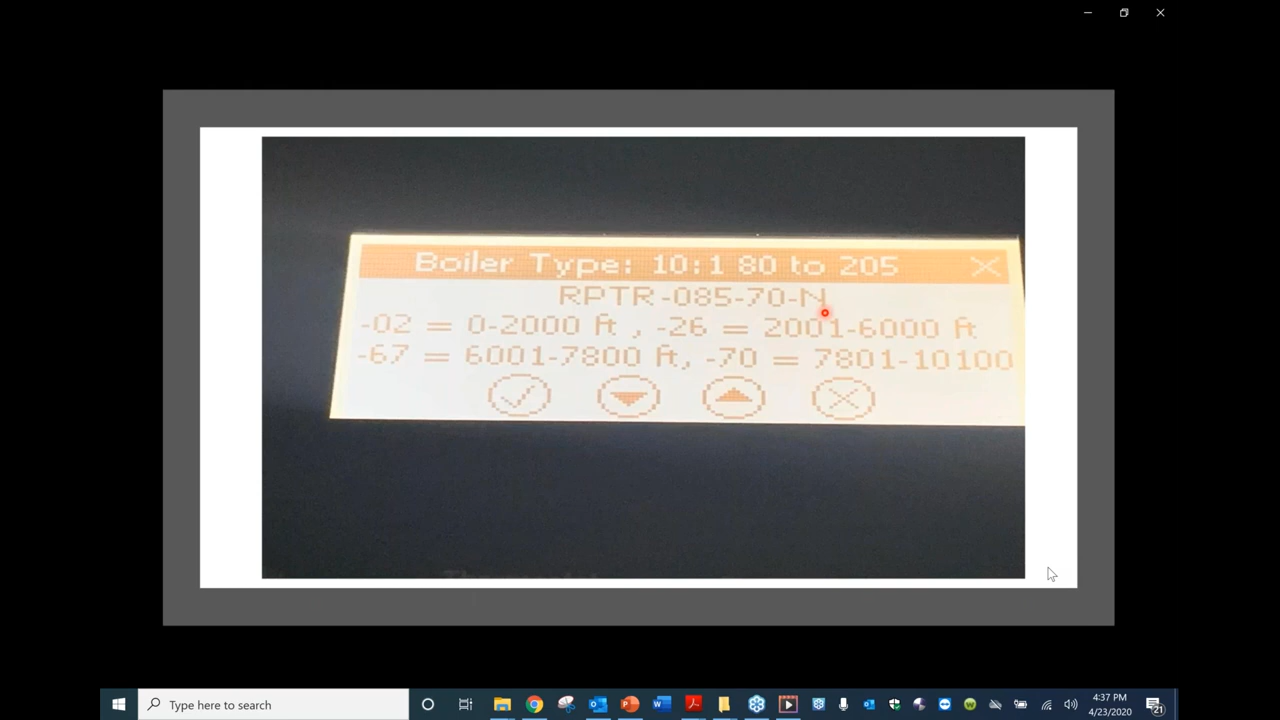 Boiler Type: 10:1 80 to 205
RPTR-085-70-N
-02 = 0-2000 ft , -26 = 2001-6000 ft
-67 = 6001-7800 ft, -70 = 7801-10100
Type here to search
4:37 PM
4/23/2020
21